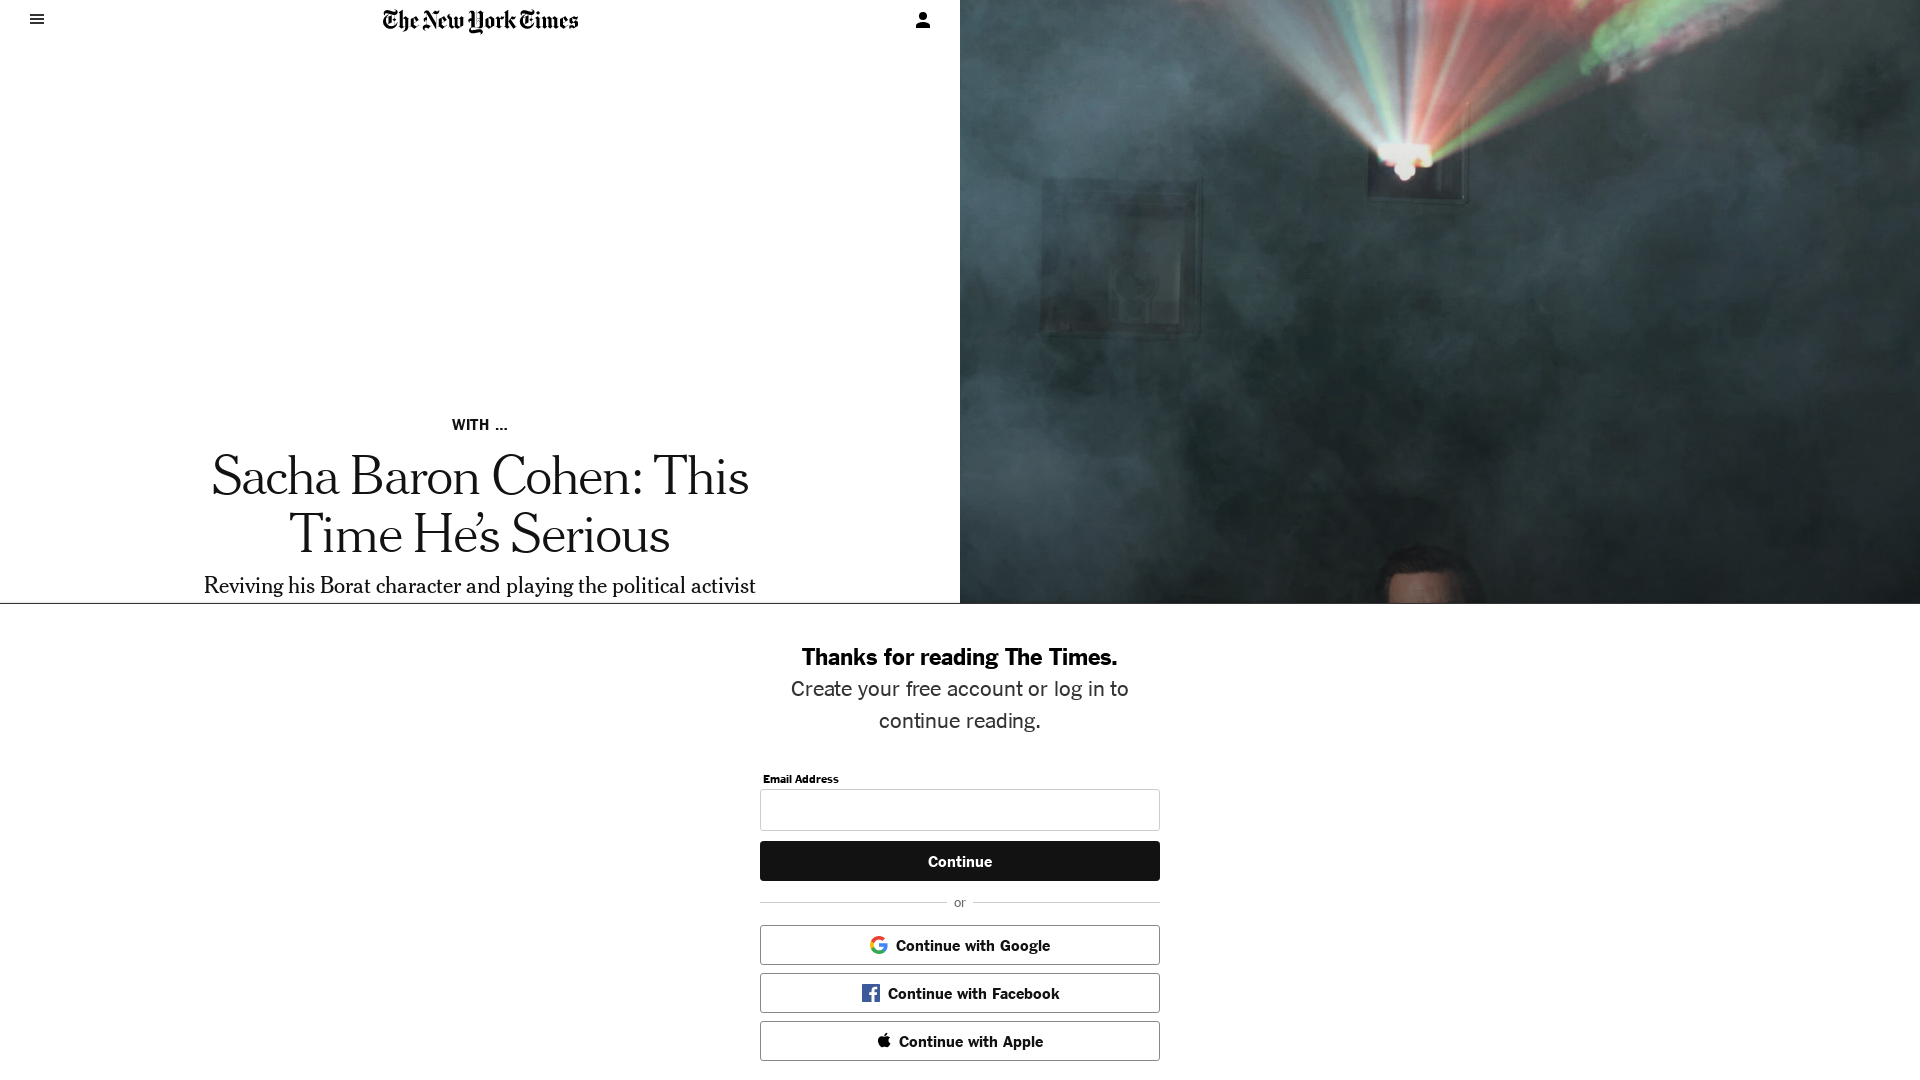 The New York Times
WITH ...
Sacha Baron Cohen: This
Time He’s Serious
Reviving his Borat character and playing the political activist
Thanks for reading The Times.
Create your free account or log in to
continue reading.
Email Address
Continue
or
Continue with Google
Continue with Facebook
Continue with Apple